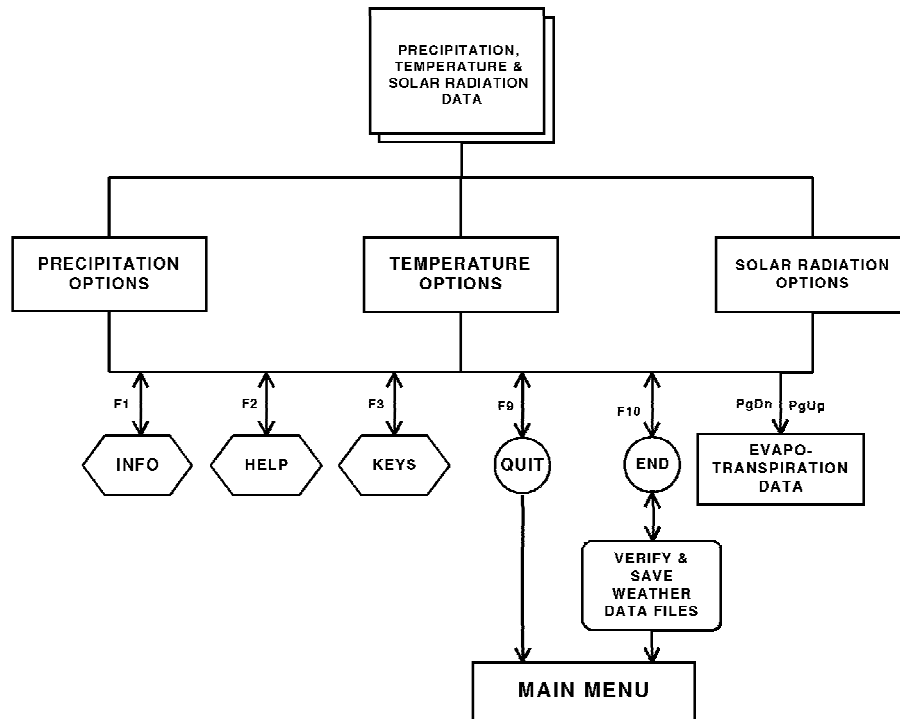 PRECIPITATION,
TEMPERATURE &
SOLAR RADIATION
DATA
PRECIPITATION
OPTIONS
TEMPERATURE
OPTIONS
SOLAR RADIATION
OPTIONS
F1
F2
F3
F9
F10
PgDn
PgUp
INFO
HELP
KEYS
QUIT
END
EVAPO-
TRANSPIRATION
DATA
VERIFY &
SAVE
WEATHER
DATA FILES
MAIN MENU